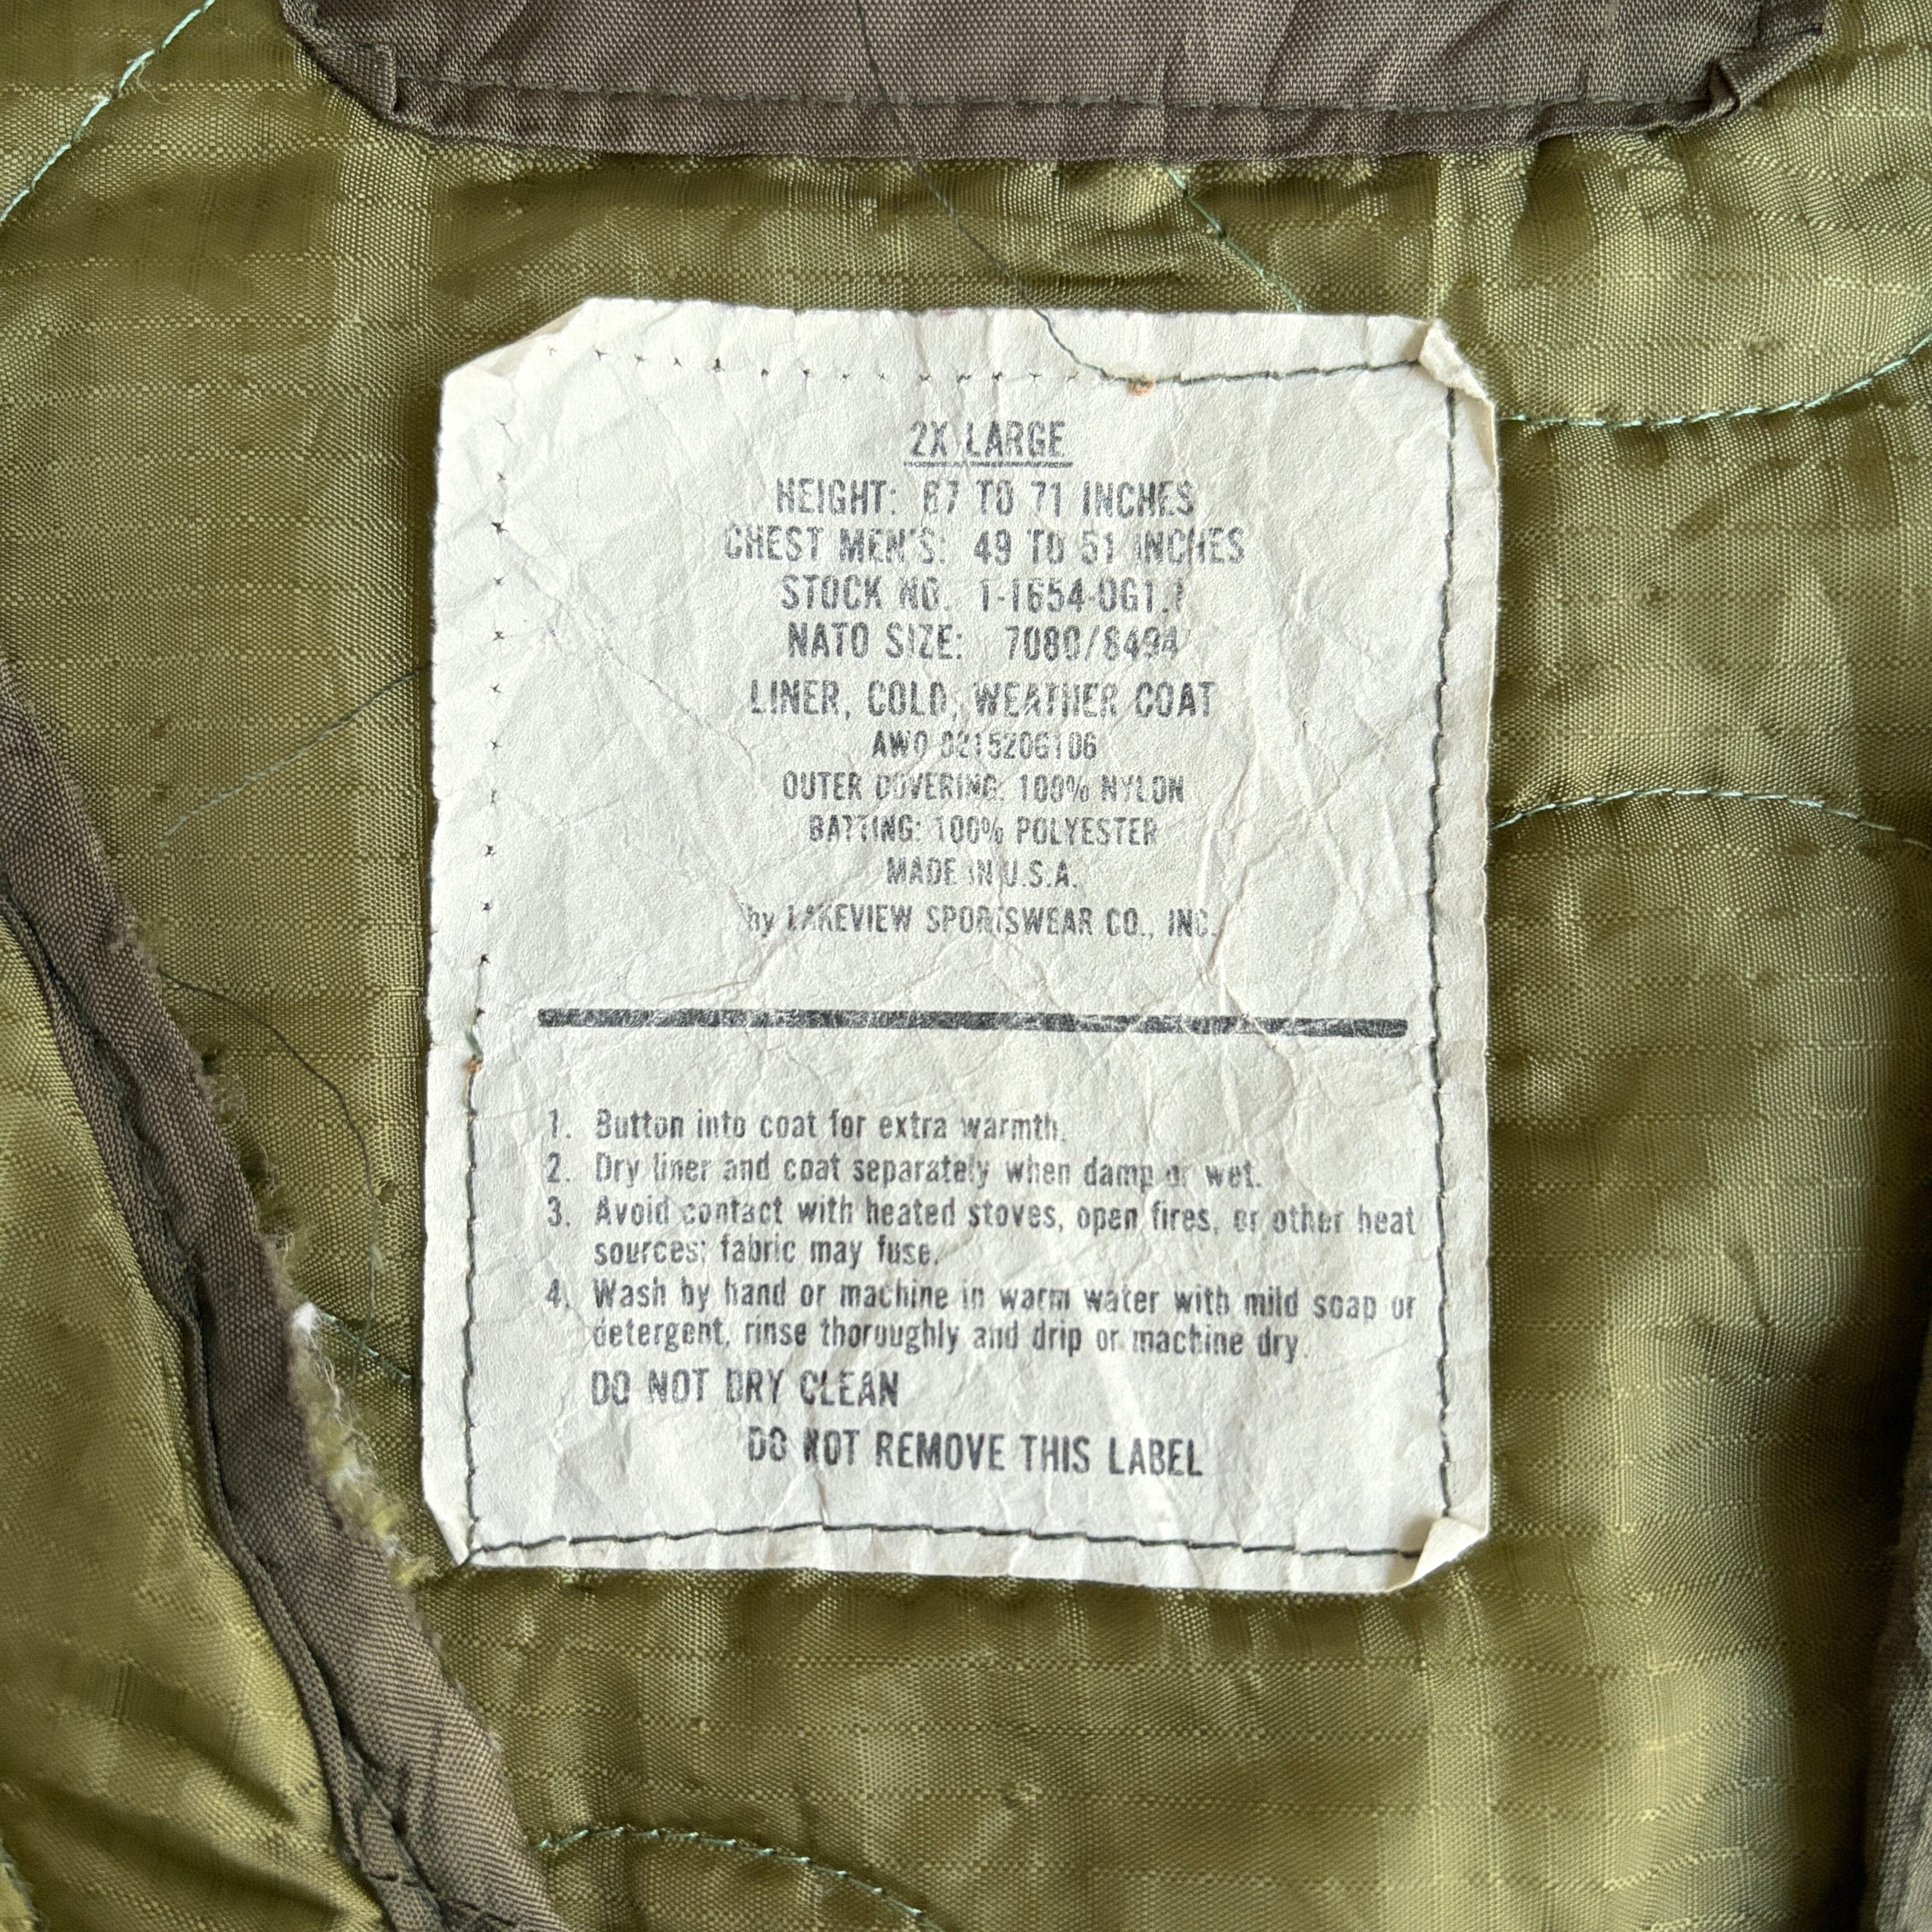 2X LARGE
HEIGHT: 67 TO 71 INCHES
CHEST MEN'S: 49 TO 51 INCHES
STOCK NO.
NATO SIZE: 7080/8494
LINER, COLD, WEATHER COAT
AWO
OUTER COVERING: 100% NYLON
BATTING: 100% POLYESTER
MADE IN U.S.A.
by LAKEVIEW SPORTSWEAR CO., INC.
1. Button into coat for extra warmth.
2. Dry liner and coat separately when damp or wet.
3. Avoid contact with heated stoves, open fires, or other heat
sources; fabric may fuse.
4. Wash by hand or machine in warm water with mild soap or
detergent, rinse thoroughly and drip or machine dry.
DO NOT DRY CLEAN
DO NOT REMOVE THIS LABEL